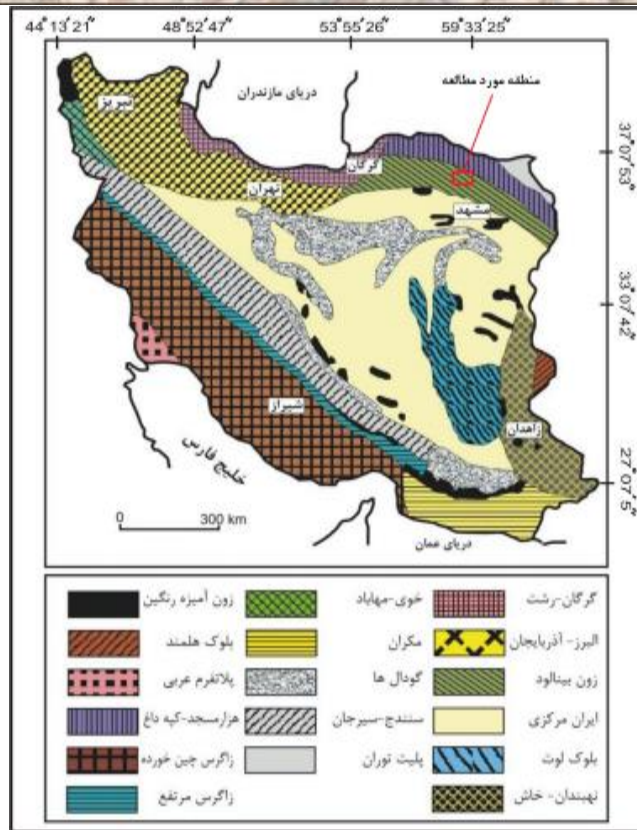 44°13'21" 48°52'47" 53°55'26" 59°33'25"
منطقه مورد مطالعه
دریای مازندران
تبریز
گرگان
تهران
مشهد
37°07'53"
33°07'42"
شیراز
زاهدان
خلیج فارس
27°07'5"
0 300 km
دریای عمان
گرگان-رشت
خوی-مهاباد
زون آمیزه رنگین
البرز- آذربایجان
مکران
بلوک هلمند
زون بینالود
گودال ها
پلاتفرم عربی
ایران مرکزی
سنندج-سیرجان
هزارمسجد-کپه داغ
بلوک لوت
پلیت توران
زاگرس چین خورده
نهبندان- خاش
زاگرس مرتفع